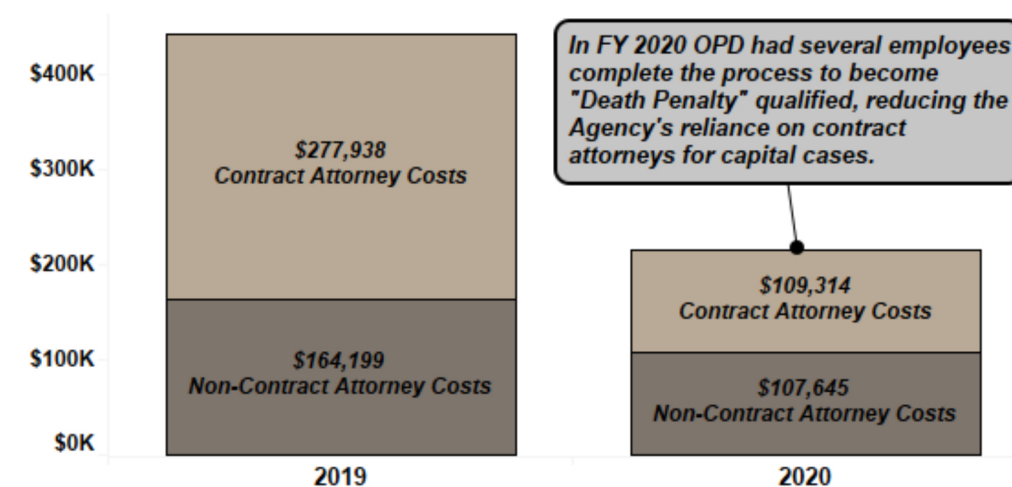 $400K
$300K
$200K
$100K
$0K
$277,938
Contract Attorney Costs
$164,199
Non-Contract Attorney Costs
2019
In FY 2020 OPD had several employees
complete the process to become
"Death Penalty" qualified, reducing the
Agency's reliance on contract
attorneys for capital cases.
$109,314
Contract Attorney Costs
$107,645
Non-Contract Attorney Costs
2020